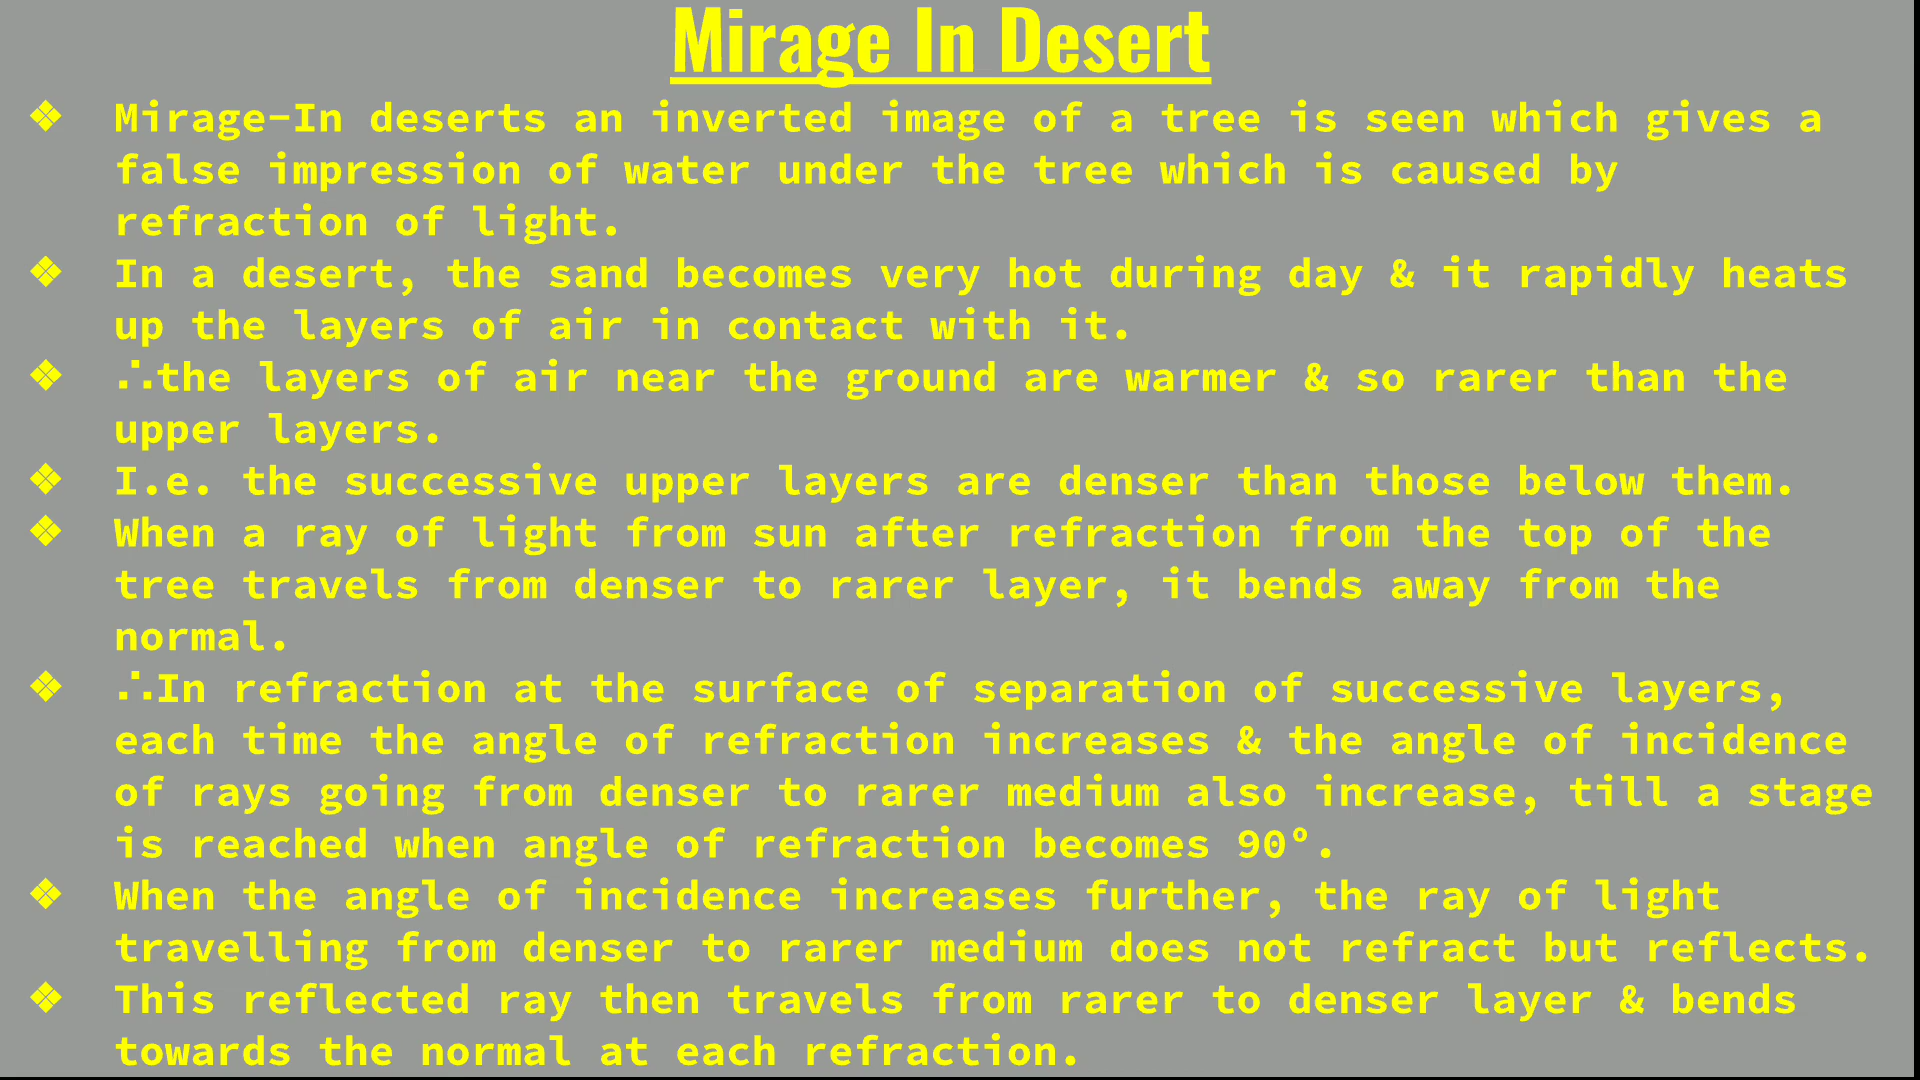 Mirage In Desert
❖ Mirage-In deserts an inverted image of a tree is seen which gives a
false impression of water under the tree which is caused by
refraction of light.
❖ In a desert, the sand becomes very hot during day & it rapidly heats
up the layers of air in contact with it.
❖ ∴the layers of air near the ground are warmer & so rarer than the
upper layers.
❖ I.e. the successive upper layers are denser than those below them.
❖ When a ray of light from sun after refraction from the top of the
tree travels from denser to rarer layer, it bends away from the
normal.
❖ ∴In refraction at the surface of separation of successive layers,
each time the angle of refraction increases & the angle of incidence
of rays going from denser to rarer medium also increase, till a stage
is reached when angle of refraction becomes 90º.
❖ When the angle of incidence increases further, the ray of light
travelling from denser to rarer medium does not refract but reflects.
❖ This reflected ray then travels from rarer to denser layer & bends
towards the normal at each refraction.